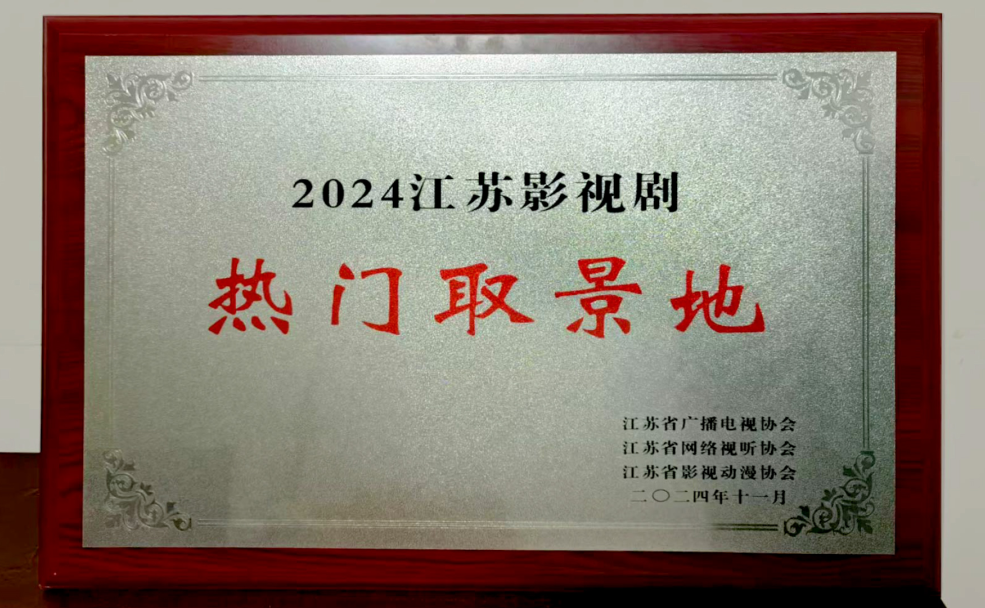 2024江苏影视剧
热门取景地
江苏省广播电视协会
江苏省网络视听协会
江苏省影视动漫协会
二〇二四年十一月